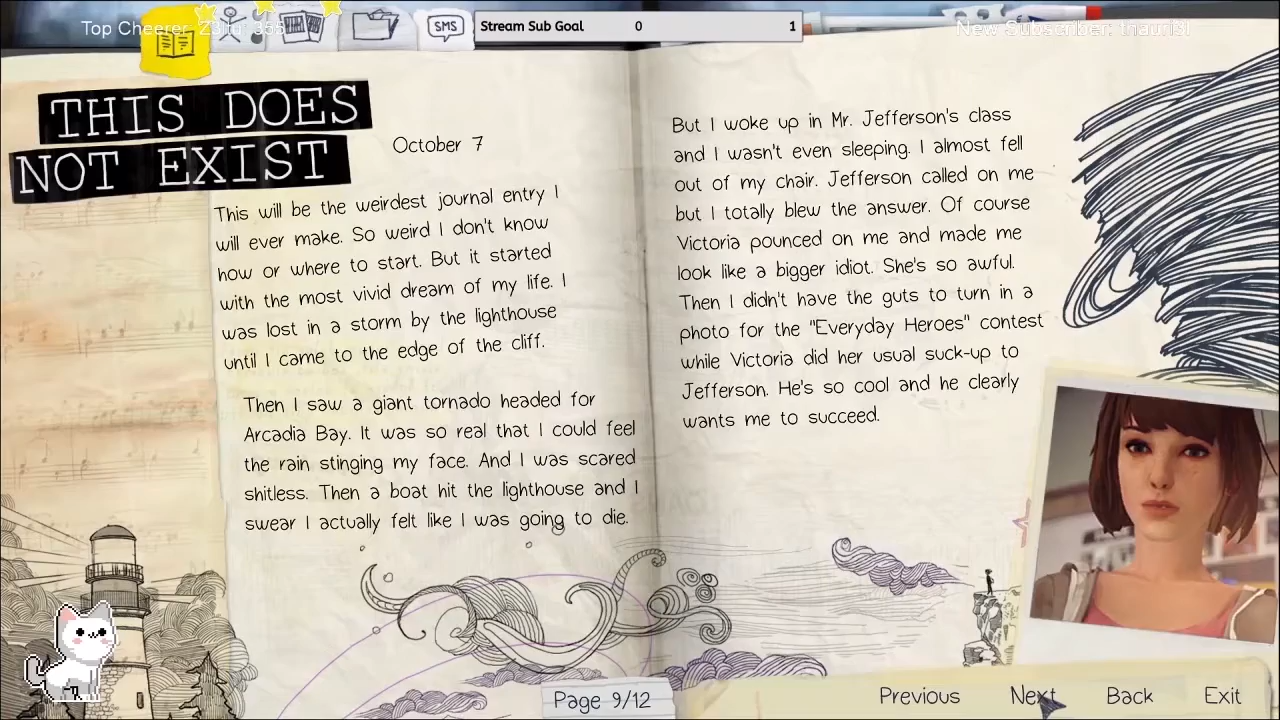 Top Cheerer: Z3ltu: 365
SMS
Stream Sub Goal 0 1
New Subscriber: thauri3l
THIS DOES
NOT EXIST
October 7
This will be the weirdest journal entry I
will ever make. So weird I don't know
how or where to start. But it started
with the most vivid dream of my life. I
was lost in a storm by the lighthouse
until I came to the edge of the cliff.
Then I saw a giant tornado headed for
Arcadia Bay. It was so real that I could feel
the rain stinging my face. And I was scared
shitless. Then a boat hit the lighthouse and I
swear I actually felt like I was going to die.
But I woke up in Mr. Jefferson's class
and I wasn't even sleeping. I almost fell
out of my chair. Jefferson called on me
but I totally blew the answer. Of course
Victoria pounced on me and made me
look like a bigger idiot. She's so awful.
Then I didn't have the guts to turn in a
photo for the "Everyday Heroes" contest
while Victoria did her usual suck-up to
Jefferson. He's so cool and he clearly
wants me to succeed.
Page 9/12
Previous Next Back Exit